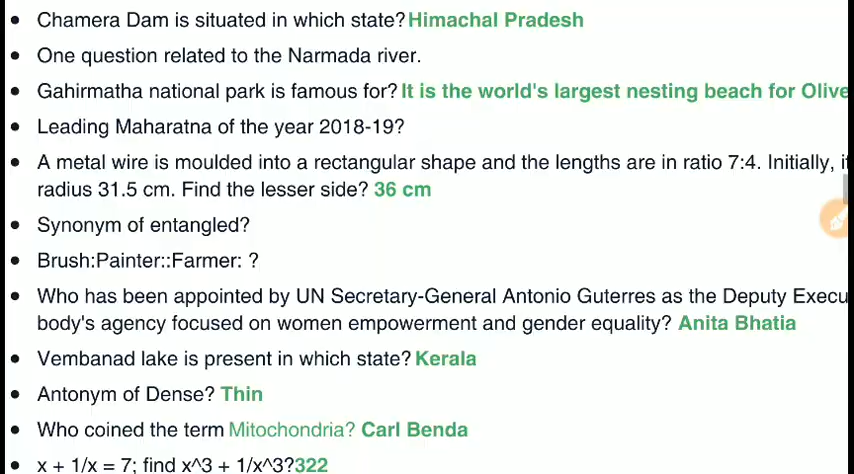 • Chamera Dam is situated in which state? Himachal Pradesh
• One question related to the Narmada river.
• Gahirmatha national park is famous for? It is the world's largest nesting beach for Olive
• Leading Maharatna of the year 2018-19?
• A metal wire is moulded into a rectangular shape and the lengths are in ratio 7:4. Initially, it
radius 31.5 cm. Find the lesser side? 36 cm
• Synonym of entangled?
• Brush:Painter::Farmer: ?
• Who has been appointed by UN Secretary-General Antonio Guterres as the Deputy Execu
body's agency focused on women empowerment and gender equality? Anita Bhatia
• Vembanad lake is present in which state? Kerala
• Antonym of Dense? Thin
• Who coined the term Mitochondria? Carl Benda
• x + 1/x = 7; find x^3 + 1/x^3?322